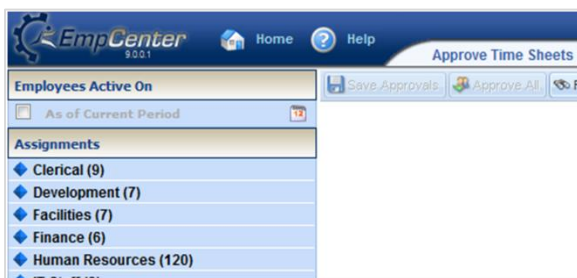 EmpCenter
9.0.0.1
Home
Help
Approve Time Sheets
Employees Active On
Save Approvals
Approve All
As of Current Period
12
Assignments
Clerical (9)
Development (7)
Facilities (7)
Finance (6)
Human Resources (120)